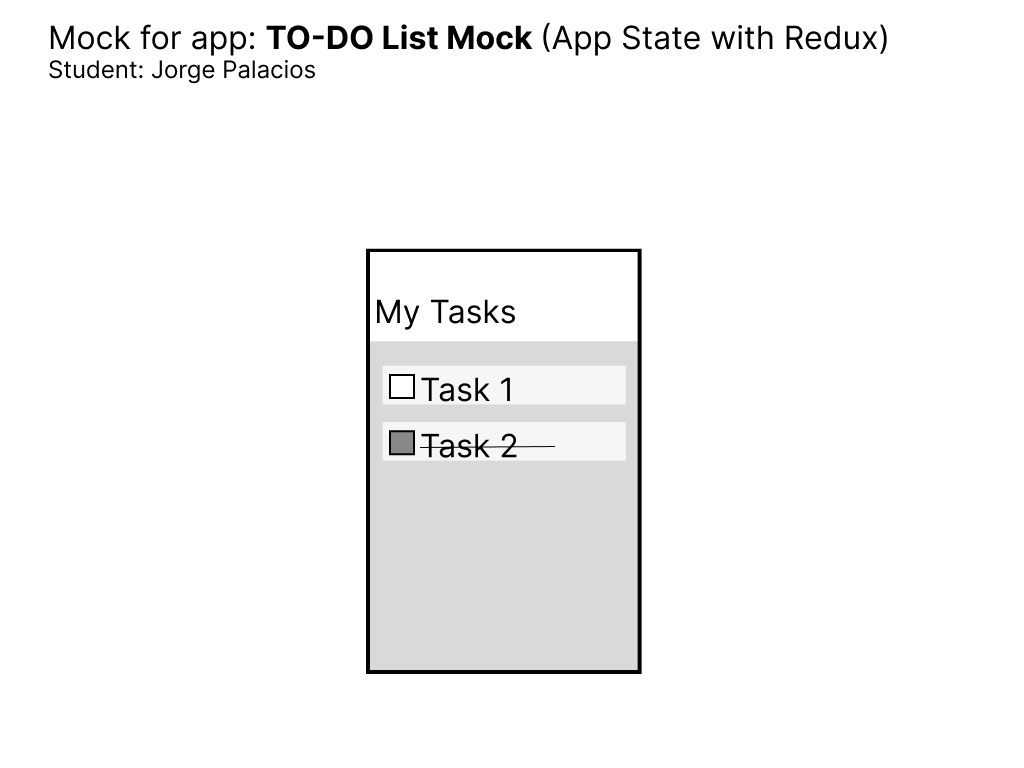 Mock for app: TO-DO List Mock (App State with Redux)
Student: Jorge Palacios
My Tasks
Task 1
Task 2